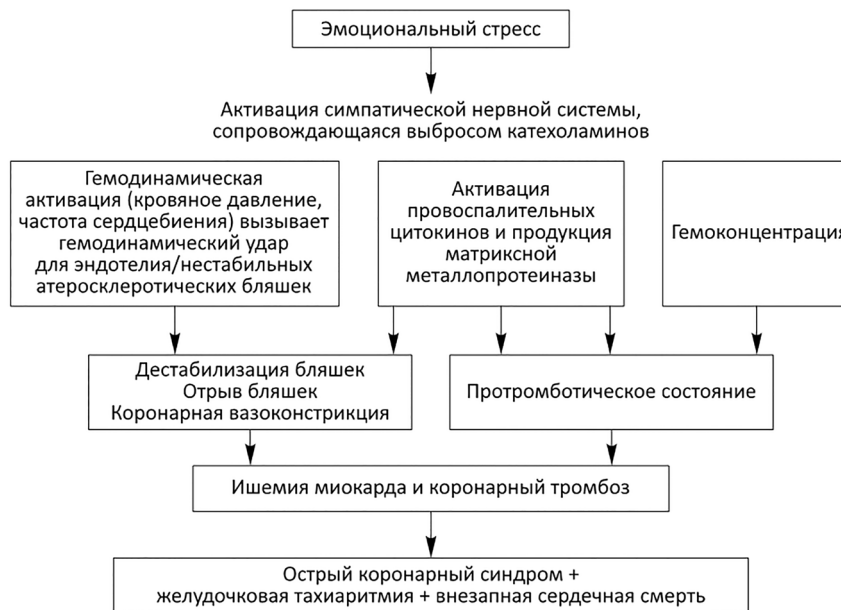 Эмоциональный стресс
Активация симпатической нервной системы,
сопровождающаяся выбросом катехоламинов
Гемодинамическая
активация (кровяное давление,
частота сердцебиения) вызывает
гемодинамический удар
для эндотелия/нестабильных
атеросклеротических бляшек
Активация
провоспалительных
цитокинов и продукция
матриксной
металлопротеиназы
Гемоконцентрация
Дестабилизация бляшек
Отрыв бляшек
Коронарная вазоконстрикция
Протромботическое состояние
Ишемия миокарда и коронарный тромбоз
Острый коронарный синдром +
желудочковая тахиаритмия + внезапная сердечная смерть